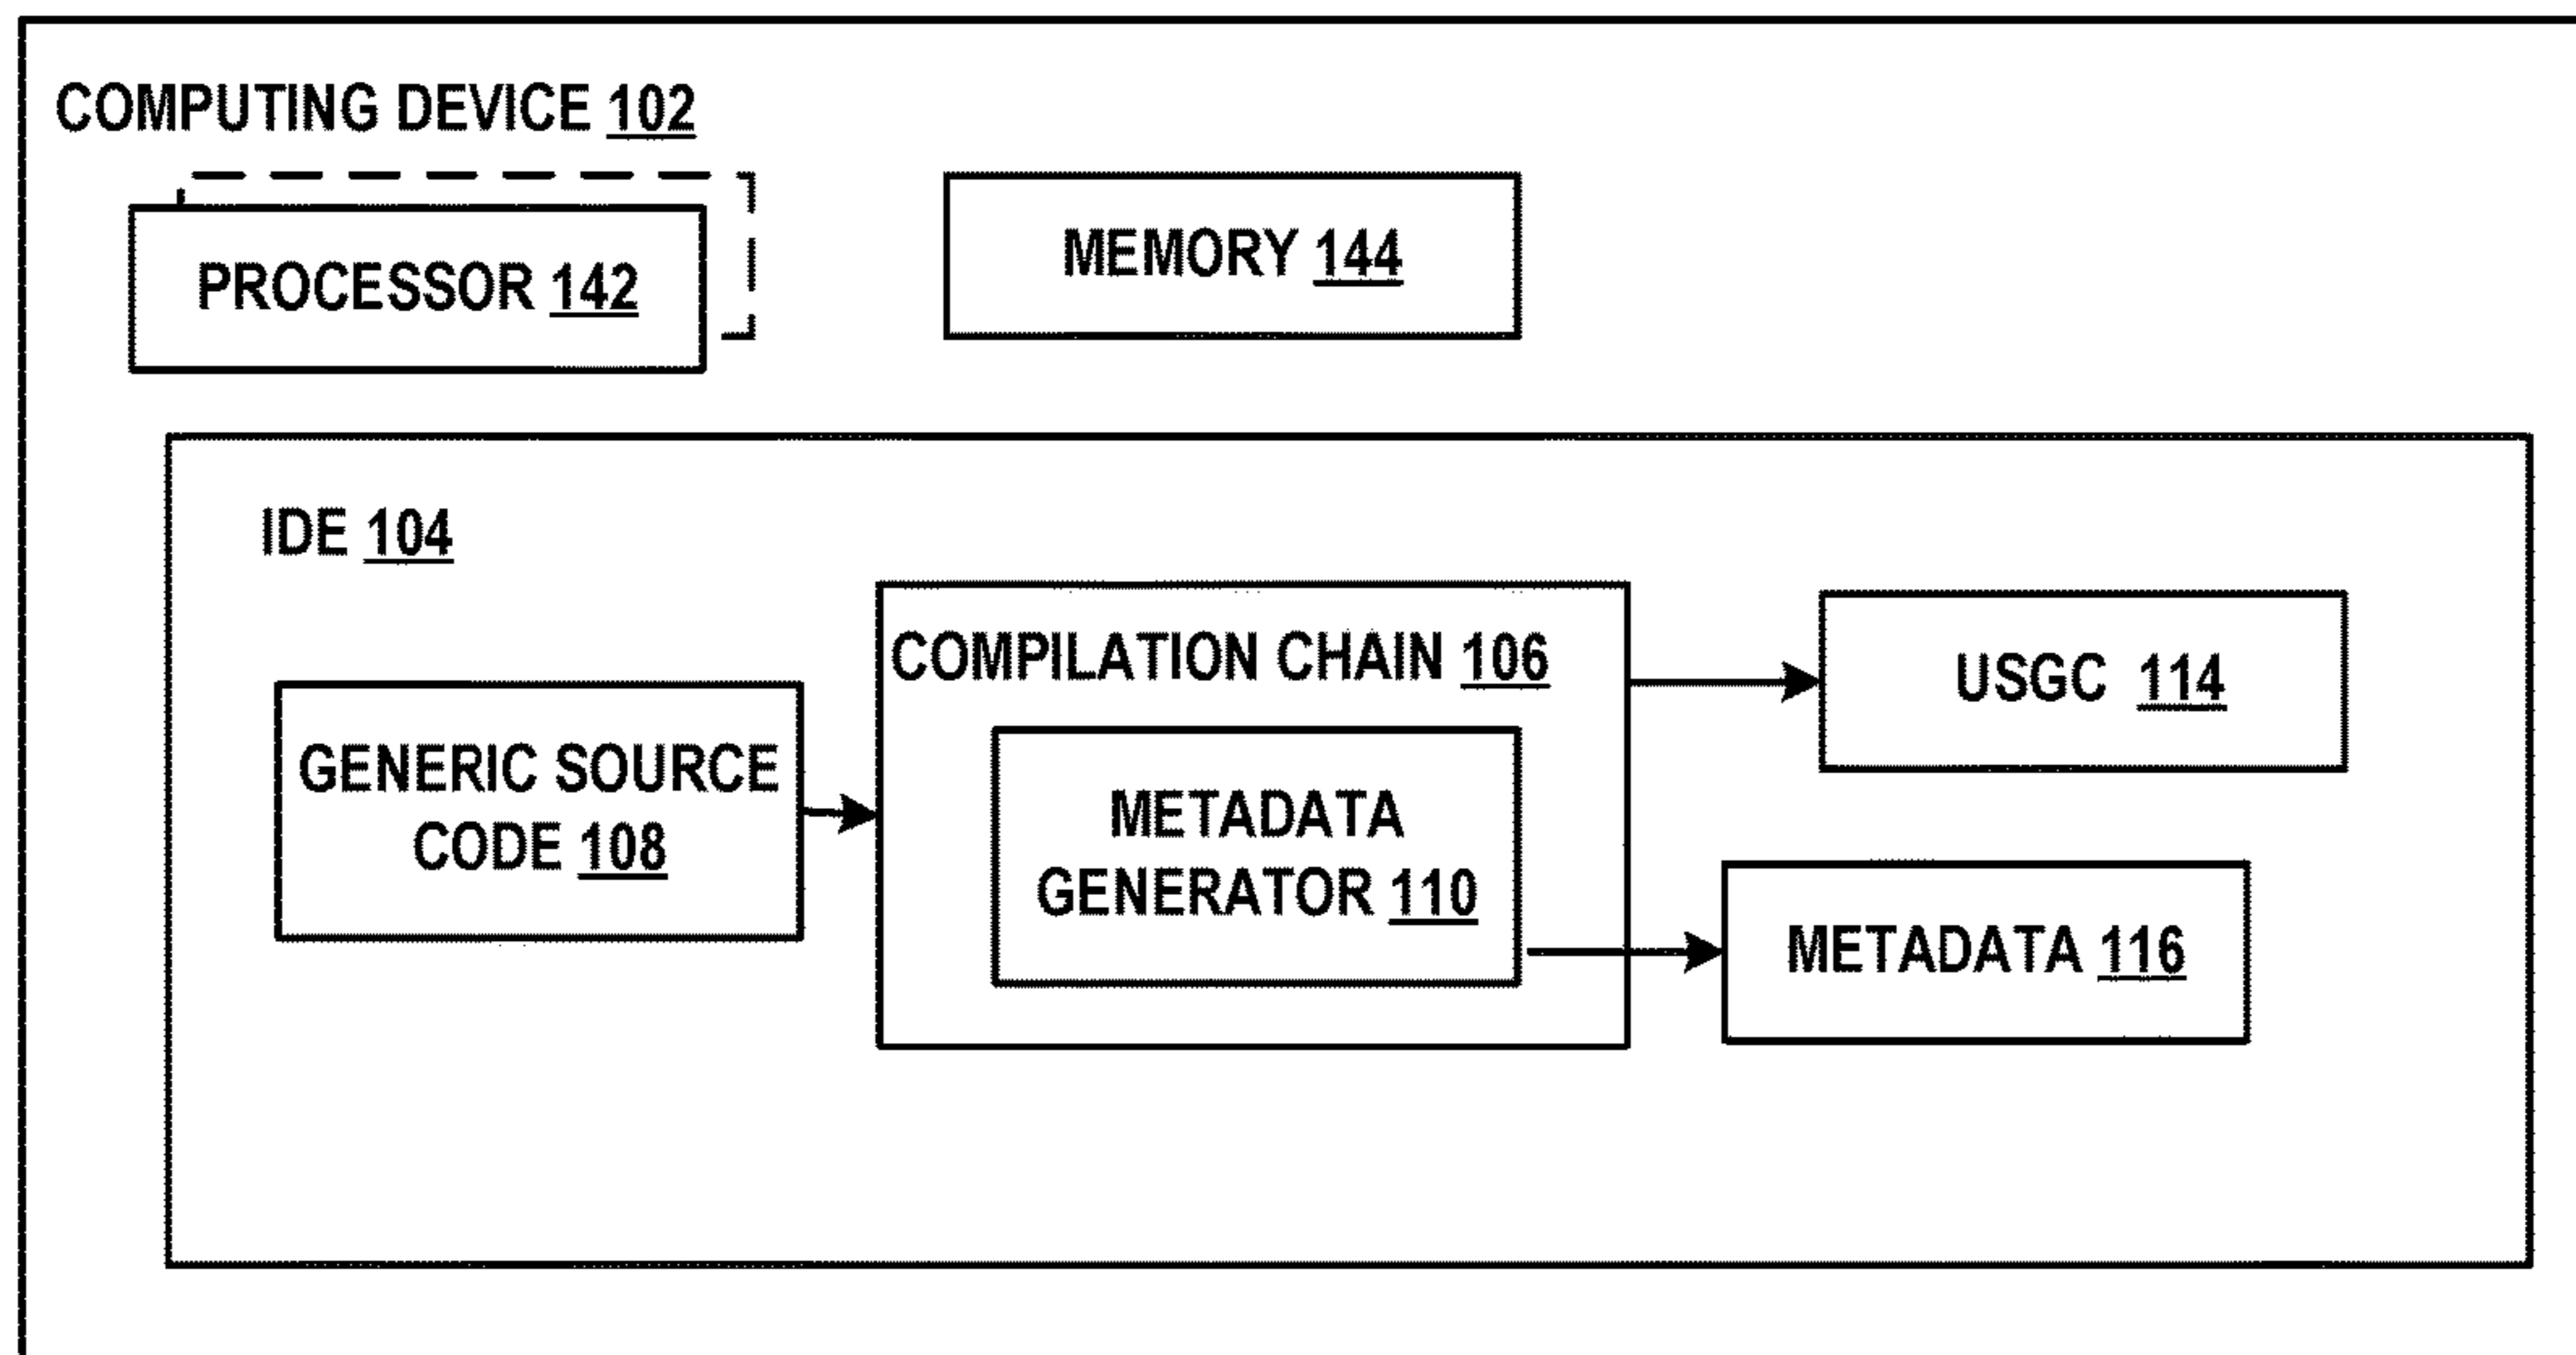 COMPUTING DEVICE 102
PROCESSOR 142
MEMORY 144
IDE 104
GENERIC SOURCE
CODE 108
COMPILATION CHAIN 106
METADATA
GENERATOR 110
USGC 114
METADATA 116